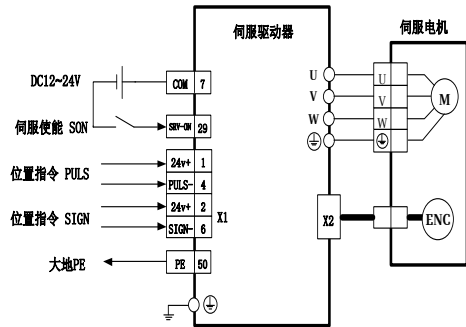 伺服驱动器
伺服电机
DC12~24V
COM 7
伺服使能 SON
SRV-ON 29
位置指令 PULS
24v+ 1
PULS- 4
位置指令 SIGN
24v+ 2
SIGN- 6
X1
大地PE
PE 50
U
V
W
X2
U
V
W
M
ENC